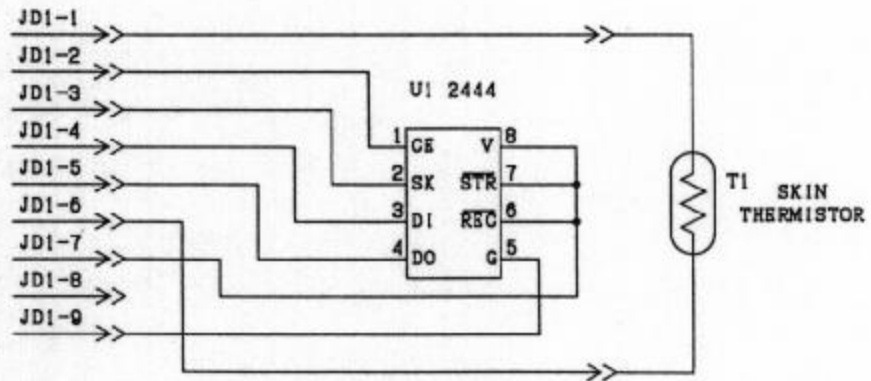 JD1-1
JD1-2
JD1-3
JD1-4
JD1-5
JD1-6
JD1-7
JD1-8
JD1-9
U1 2444
1 CE V 8
2 SK STR 7
3 DI REC 6
4 DO G 5
T1
SKIN
THERMISTOR